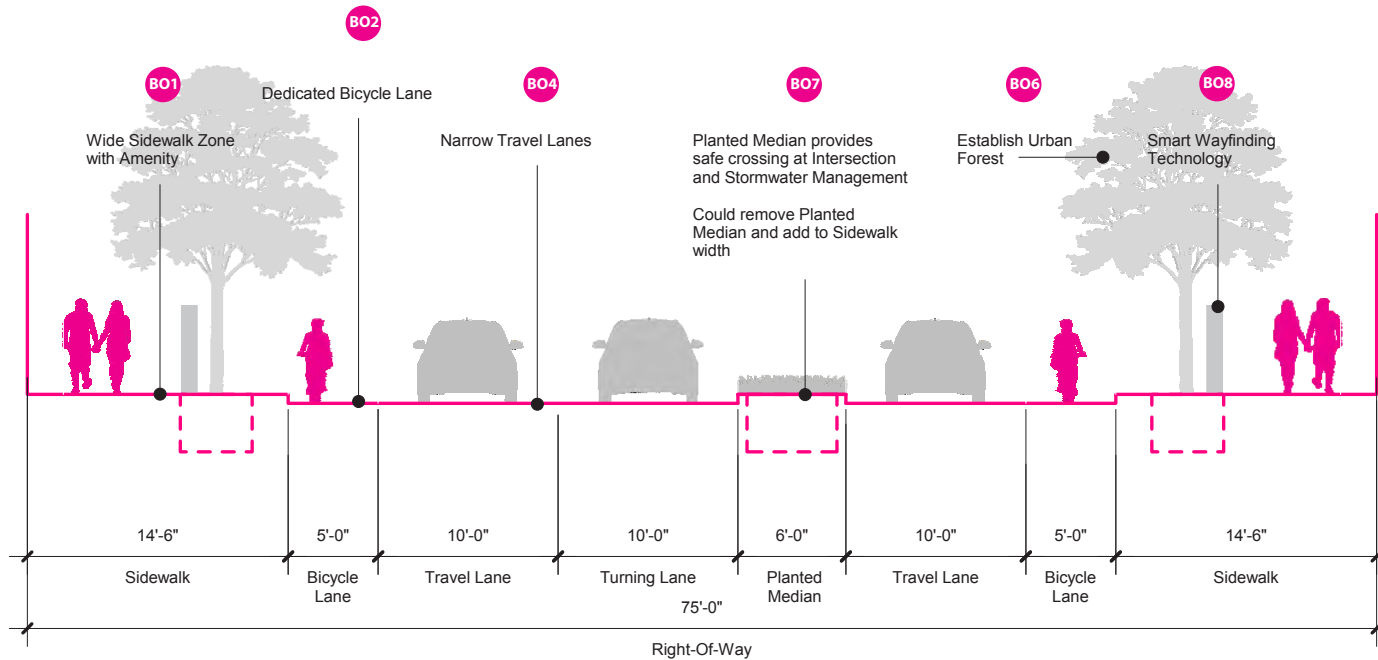 BO2
BO1
BO4
BO7
BO6
BO8
Dedicated Bicycle Lane
Wide Sidewalk Zone
with Amenity
Narrow Travel Lanes
Planted Median provides
safe crossing at Intersection
and Stormwater Management
Could remove Planted
Median and add to Sidewalk
width
Establish Urban
Forest
Smart Wayfinding
Technology
14'-6"
5'-0"
10'-0"
10'-0"
6'-0"
10'-0"
5'-0"
14'-6"
Sidewalk
Bicycle
Lane
Travel Lane
Turning Lane
Planted
Median
Travel Lane
Bicycle
Lane
Sidewalk
75'-0"
Right-Of-Way